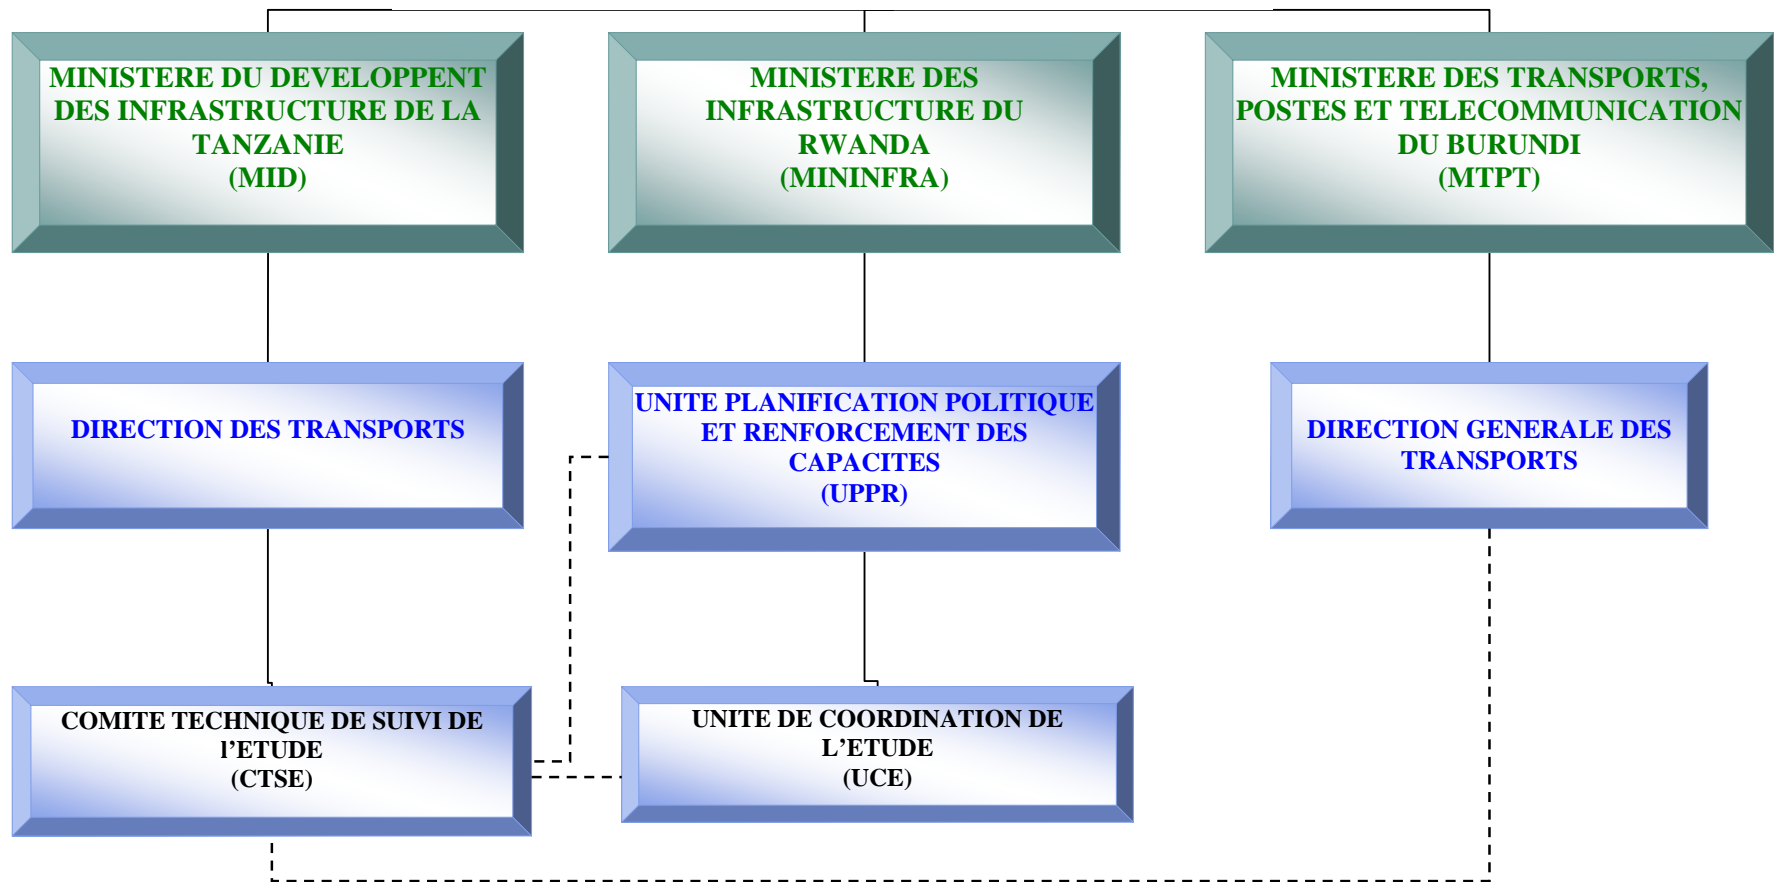 MINISTERE DU DEVELOPPENT
DES INFRASTRUCTURE DE LA
TANZANIE
(MID)
MINISTERE DES
INFRASTRUCTURE DU
RWANDA
(MININFRA)
MINISTERE DES TRANSPORTS,
POSTES ET TELECOMMUNICATION
DU BURUNDI
(MTPT)
DIRECTION DES TRANSPORTS
UNITE PLANIFICATION POLITIQUE
ET RENFORCEMENT DES
CAPACITES
(UPPR)
DIRECTION GENERALE DES
TRANSPORTS
COMITE TECHNIQUE DE SUIVI DE
l'ETUDE
(CTSE)
UNITE DE COORDINATION DE
L’ETUDE
(UCE)